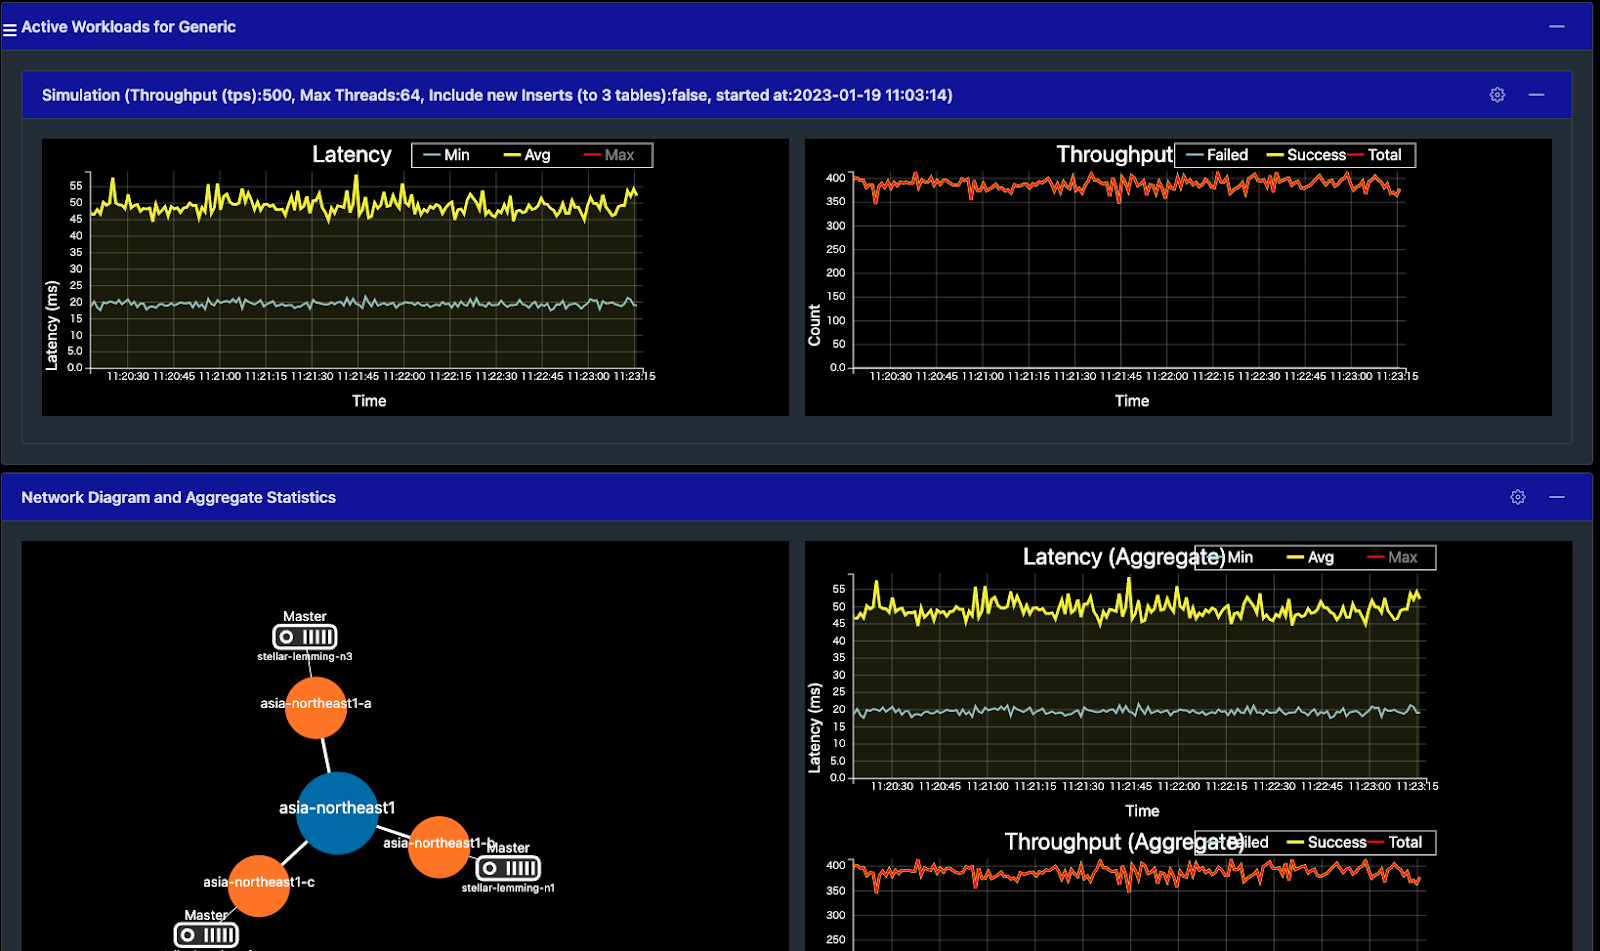 Active Workloads for Generic
Simulation (Throughput (tps):500, Max Threads:64, Include new Inserts (to 3 tables):false, started at:2023-01-19 11:03:14)
Latency
Min Avg Max
55
50
45
40
35
30
25
20
15
10
5.0
0.0
Latency (ms)
11:20:30 11:20:45 11:21:00 11:21:15 11:21:30 11:21:45 11:22:00 11:22:15 11:22:30 11:22:45 11:23:00 11:23:15
Time
Throughput
Failed Success Total
400
350
300
250
200
150
100
50
0.0
Count
11:20:30 11:20:45 11:21:00 11:21:15 11:21:30 11:21:45 11:22:00 11:22:15 11:22:30 11:22:45 11:23:00 11:23:15
Time
Network Diagram and Aggregate Statistics
Master
stellar-lemming-n3
asia-northeast1-a
asia-northeast1
asia-northeast1-b
Master
stellar-lemming-n1
asia-northeast1-c
Master
Latency (Aggregate)
Min Avg Max
55
50
45
40
35
30
25
20
15
10
5.0
0.0
Latency (ms)
11:20:30 11:20:45 11:21:00 11:21:15 11:21:30 11:21:45 11:22:00 11:22:15 11:22:30 11:22:45 11:23:00 11:23:15
Time
Throughput (Aggregate)
Failed Success Total
400
350
300
250